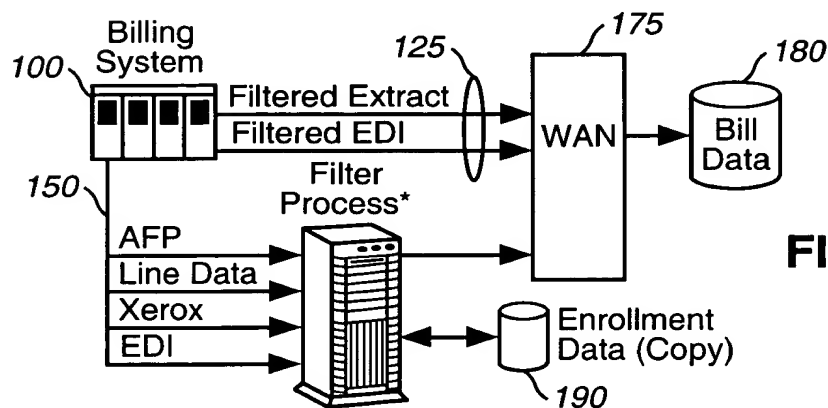 Billing
System
100
125
175
180
Filtered Extract
Filtered EDI
WAN
Bill
Data
150
Filter
Process*
AFP
Line Data
Xerox
EDI
Enrollment
Data (Copy)
190